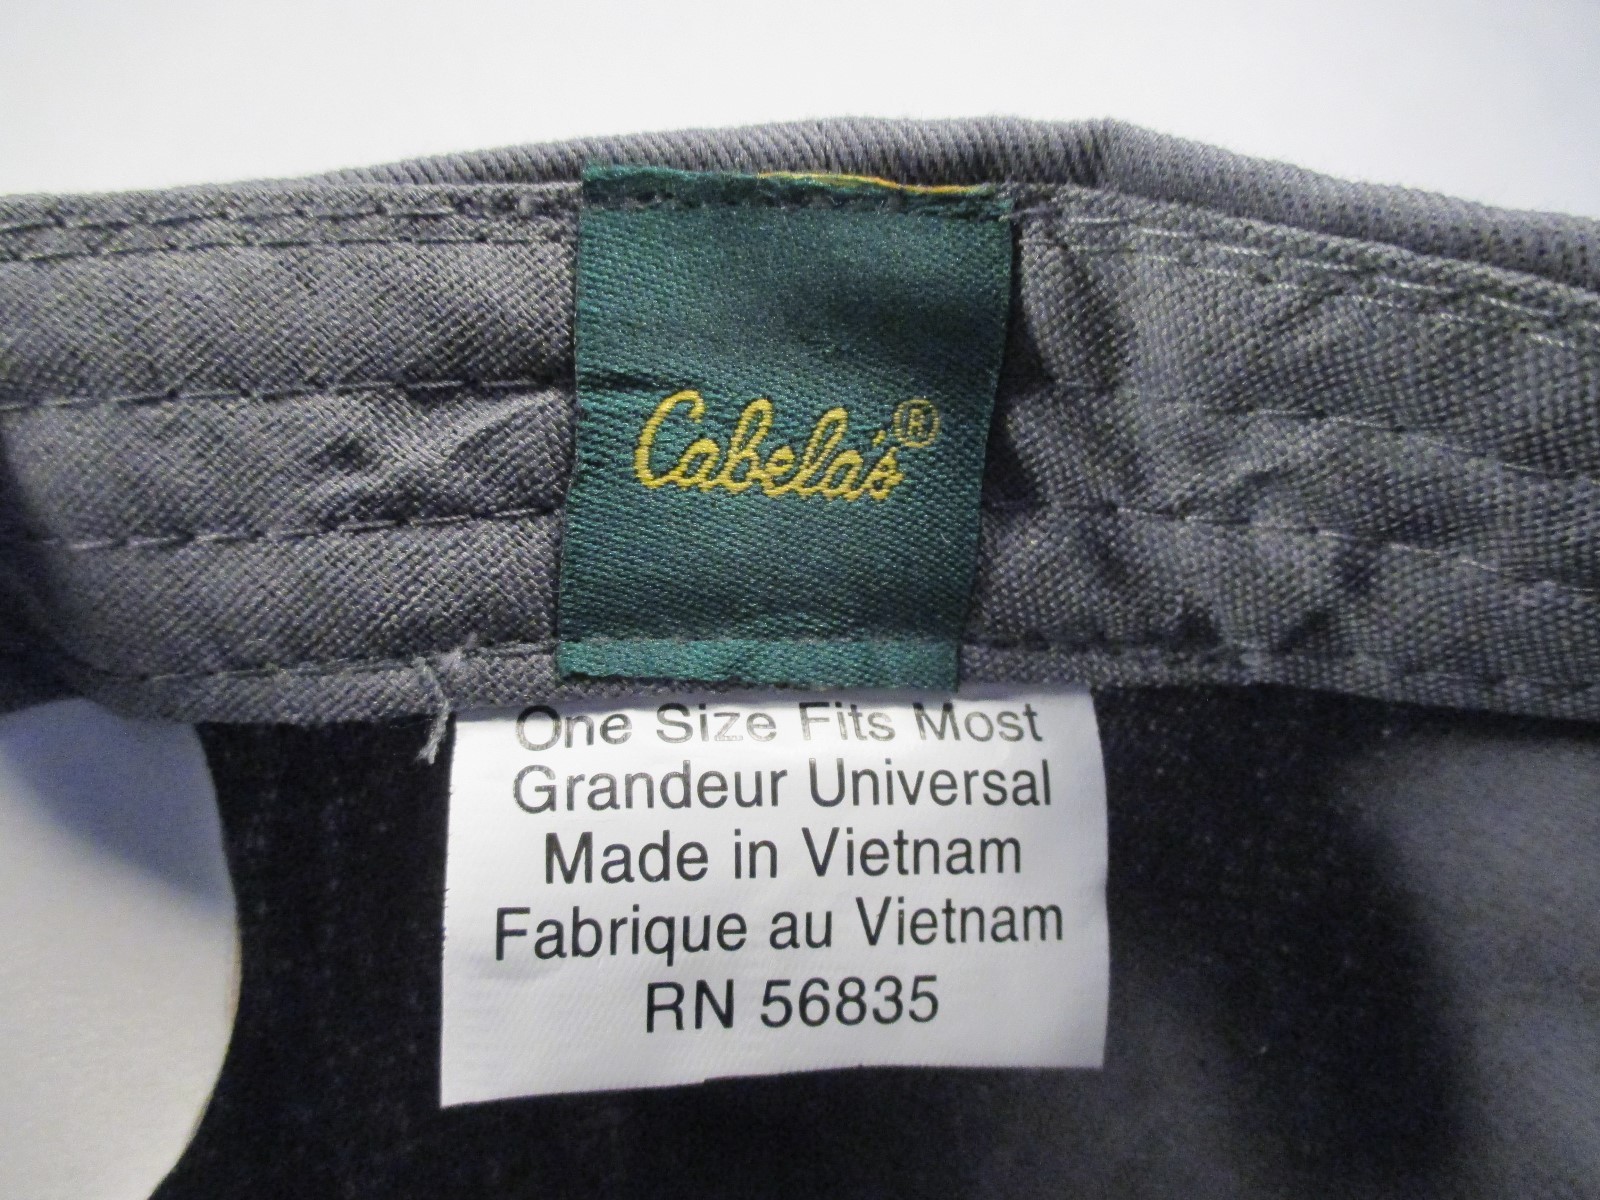 Cabela's®
One Size Fits Most
Grandeur Universal
Made in Vietnam
Fabrique au Vietnam
RN 56835